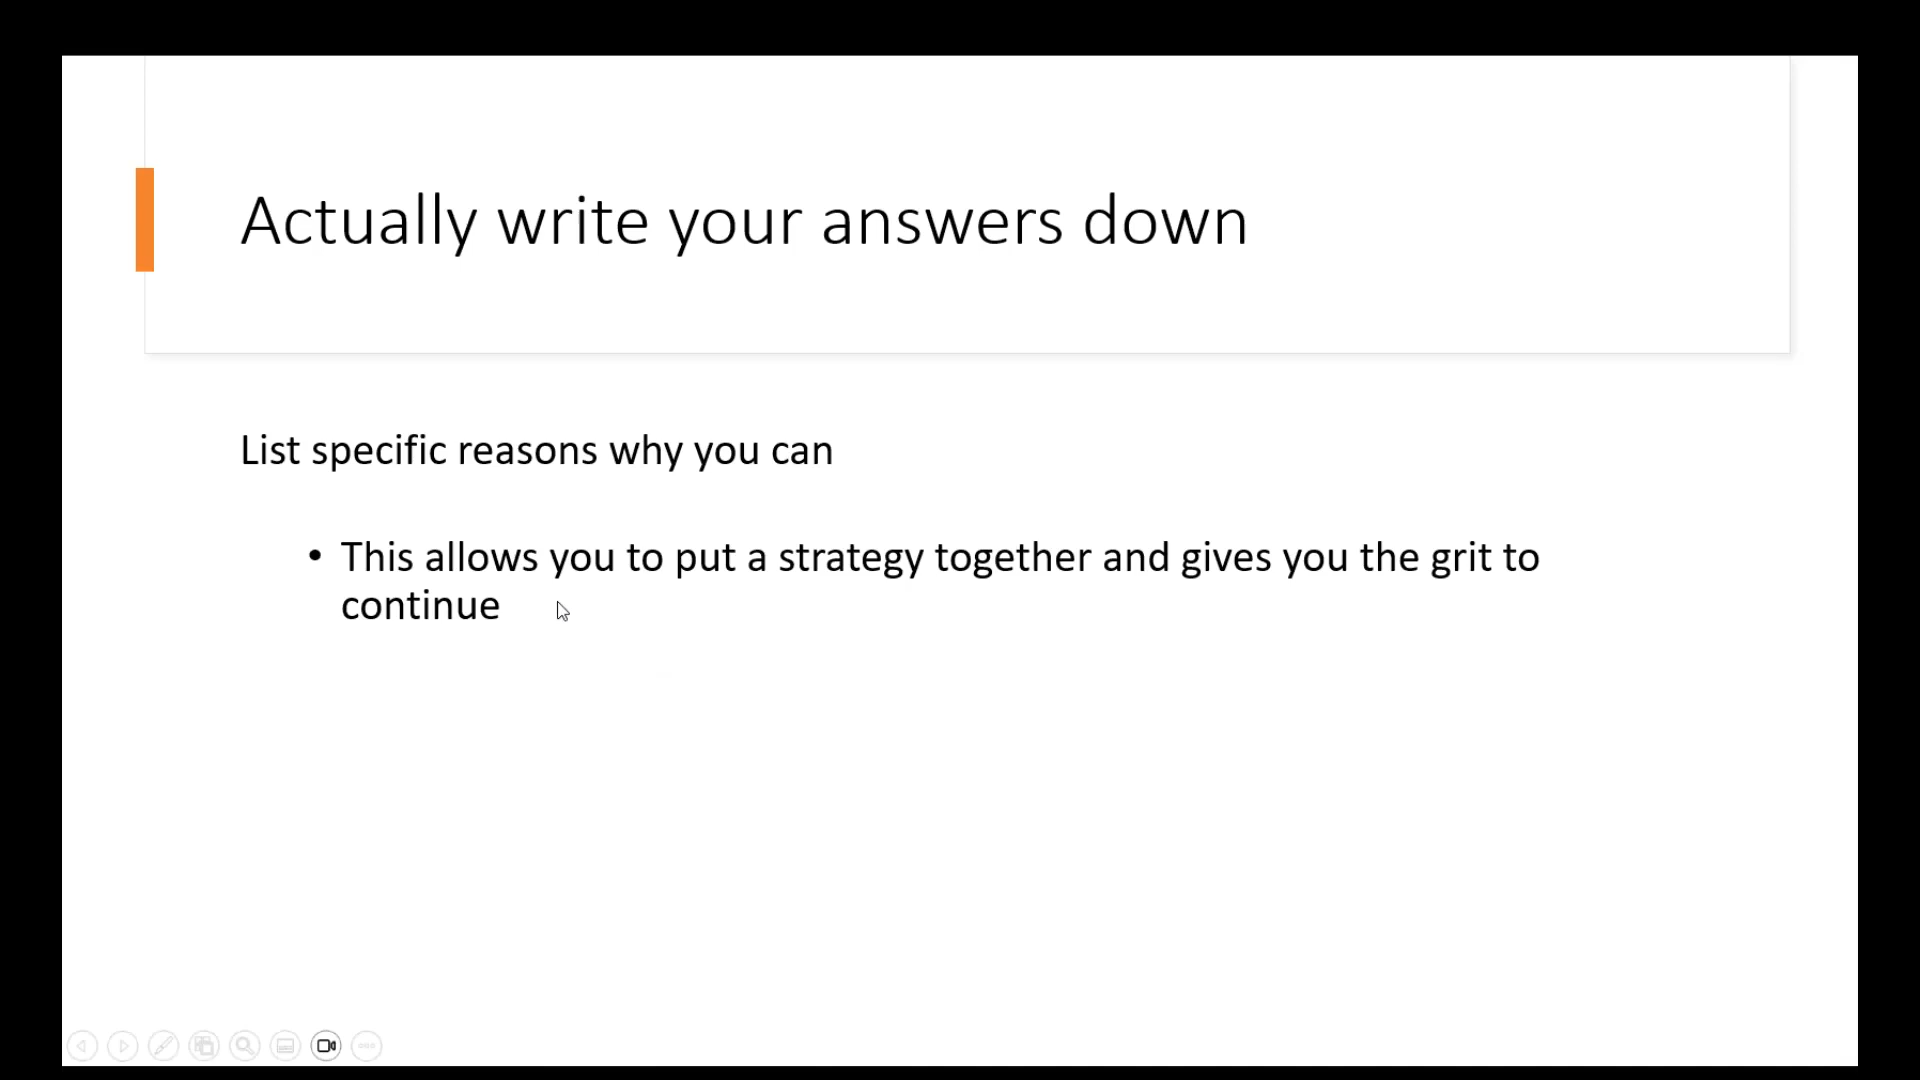 Actually write your answers down
List specific reasons why you can
• This allows you to put a strategy together and gives you the grit to
continue